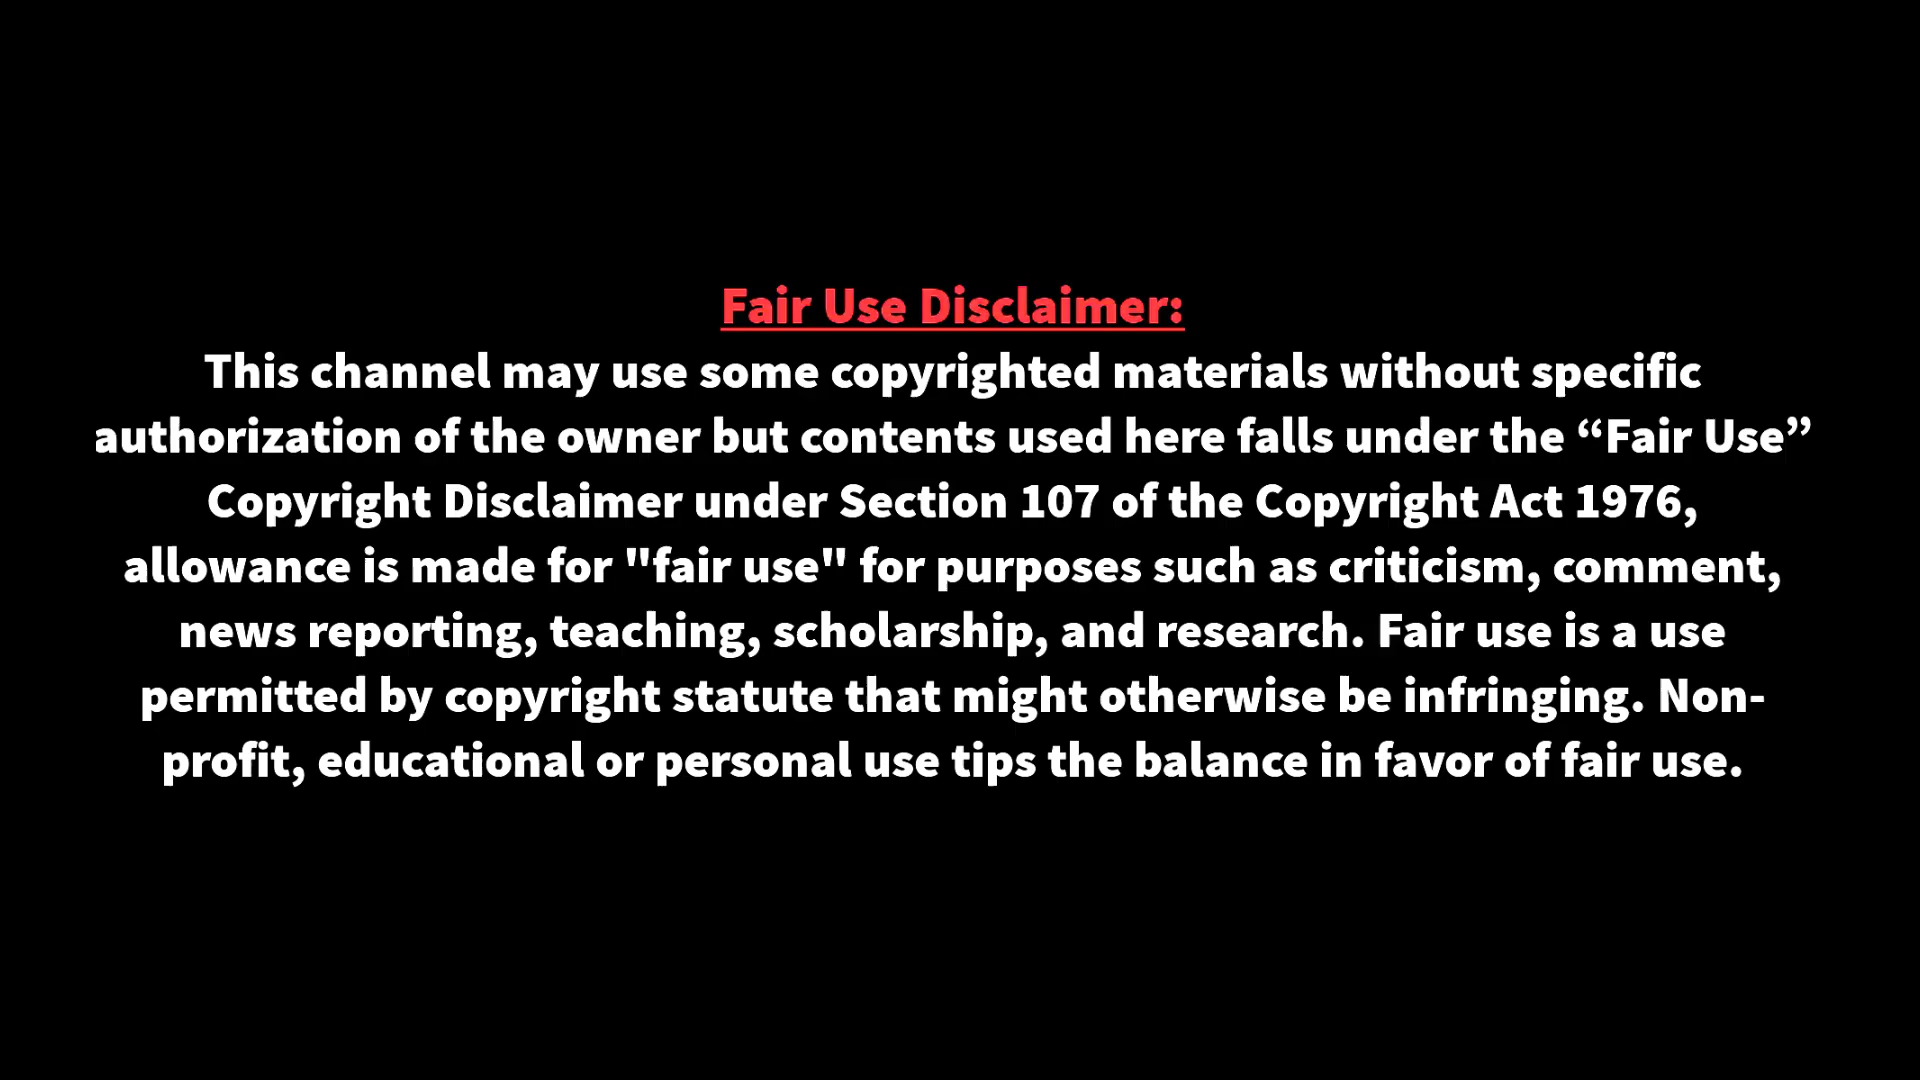 Fair Use Disclaimer:
This channel may use some copyrighted materials without specific
authorization of the owner but contents used here falls under the “Fair Use”
Copyright Disclaimer under Section 107 of the Copyright Act 1976,
allowance is made for "fair use" for purposes such as criticism, comment,
news reporting, teaching, scholarship, and research. Fair use is a use
permitted by copyright statute that might otherwise be infringing. Non-
profit, educational or personal use tips the balance in favor of fair use.